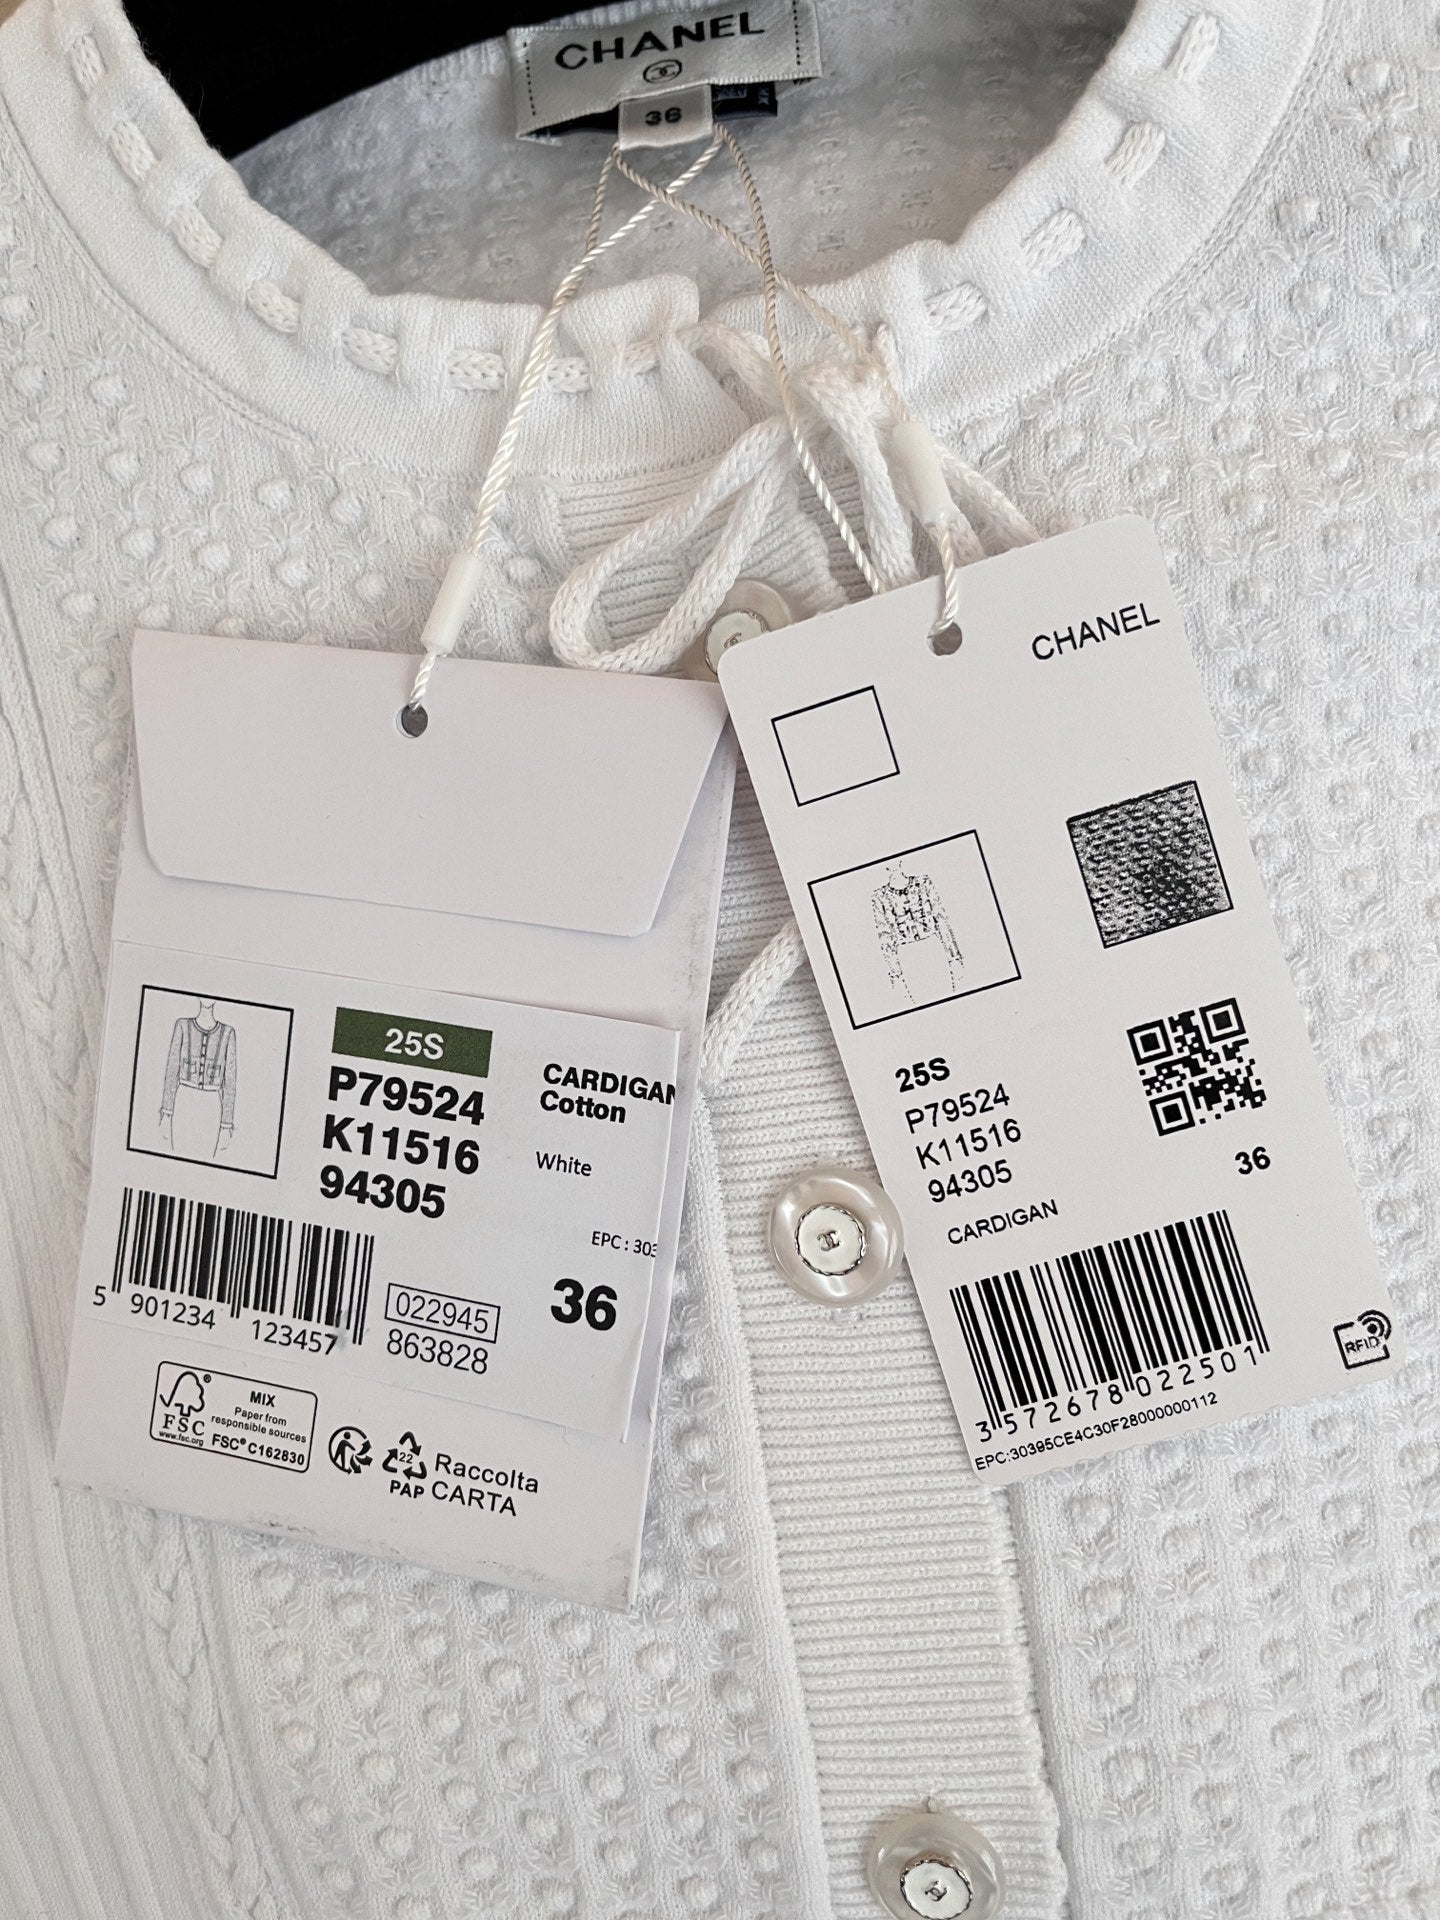 CHANEL
36
25S
P79524
K11516
94305
CARDIGAN
Cotton
White
EPC : 303
36
5 901234 123457
022945
863828
FSC®
www.fsc.org
MIX
Paper from
responsible sources
FSC® C162830
22
PAP
Raccolta
CARTA
CHANEL
25S
P79524
K11516
94305
36
CARDIGAN
3 572678 022501
EPC:30395CE4C30F28000000112
RFID